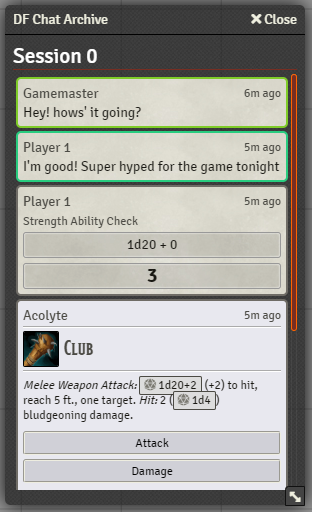 DF Chat Archive
Close
Session 0
Gamemaster 6m ago
Hey! hows' it going?
Player 1 5m ago
I'm good! Super hyped for the game tonight
Player 1 5m ago
Strength Ability Check
1d20 + 0
3
Acolyte 5m ago
Club
Melee Weapon Attack: 1d20+2 (+2) to hit,
reach 5 ft., one target. Hit: 2 ( 1d4 )
bludgeoning damage.
Attack
Damage